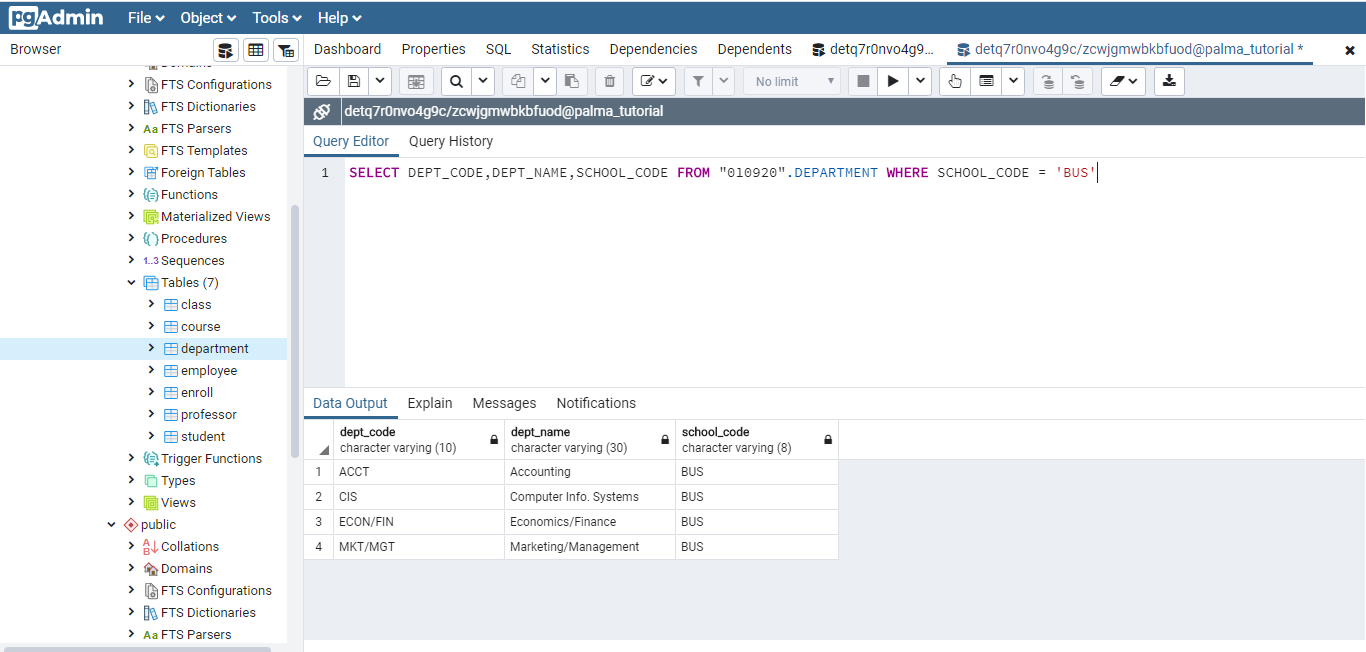 pgAdmin File Object Tools Help
Browser
Dashboard Properties SQL Statistics Dependencies Dependents detq7r0nvo4g9... detq7r0nvo4g9c/zcwjgmwbkbfuod@palma_tutorial *
No limit
detq7r0nvo4g9c/zcwjgmwbkbfuod@palma_tutorial
Query Editor Query History
1 SELECT DEPT_CODE,DEPT_NAME,SCHOOL_CODE FROM "010920".DEPARTMENT WHERE SCHOOL_CODE = 'BUS'
FTS Configurations
FTS Dictionaries
Aa FTS Parsers
FTS Templates
Foreign Tables
Functions
Materialized Views
Procedures
1..3 Sequences
Tables (7)
class
course
department
employee
enroll
professor
student
Trigger Functions
Types
Views
public
Collations
Domains
FTS Configurations
FTS Dictionaries
Aa FTS Parsers
Data Output Explain Messages Notifications
dept_code dept_name school_code
character varying (10) character varying (30) character varying (8)
1 ACCT Accounting BUS
2 CIS Computer Info. Systems BUS
3 ECON/FIN Economics/Finance BUS
4 MKT/MGT Marketing/Management BUS